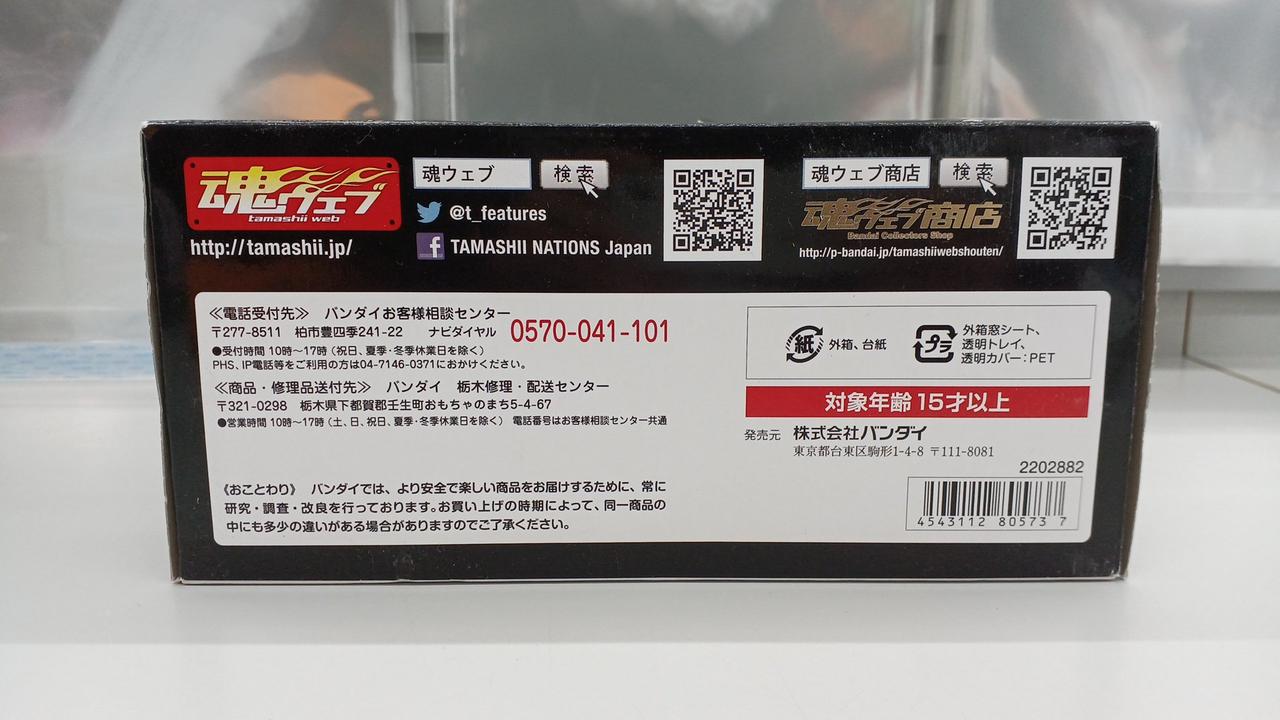 魂ウェブ
tamashii web
http://tamashii.jp/
魂ウェブ 検索
@t_features
TAMASHII NATIONS Japan
魂ウェブ商店 検索
魂ウェブ商店
Bandai Collectors Shop
http://p-bandai.jp/tamashiiwebshouten/
≪電話受付先≫ バンダイお客様相談センター
〒277-8511 柏市豊四季241-22 ナビダイヤル 0570-041-101
●受付時間 10時～17時(祝日、夏季・冬季休業日を除く)
PHS、IP電話等をご利用の方は04-7146-0371におかけください。
≪商品・修理品送付先≫ バンダイ 栃木修理・配送センター
〒321-0298 栃木県下都賀郡壬生町おもちゃのまち5-4-67
●営業時間 10時～17時(土、日、祝日、夏季・冬季休業日を除く) 電話番号はお客様相談センター共通
《おことわり》 バンダイでは、より安全で楽しい商品をお届けするために、常に
研究・調査・改良を行っております。お買い上げの時期によって、同一商品の
中にも多少の違いがある場合がありますのでご了承ください。
紙 外箱、台紙
プラ 外箱窓シート、
透明トレイ、
透明カバー:PET
対象年齢 15才以上
発売元 株式会社バンダイ
東京都台東区駒形1-4-8 〒111-8081
2202882
4543112 80573 7